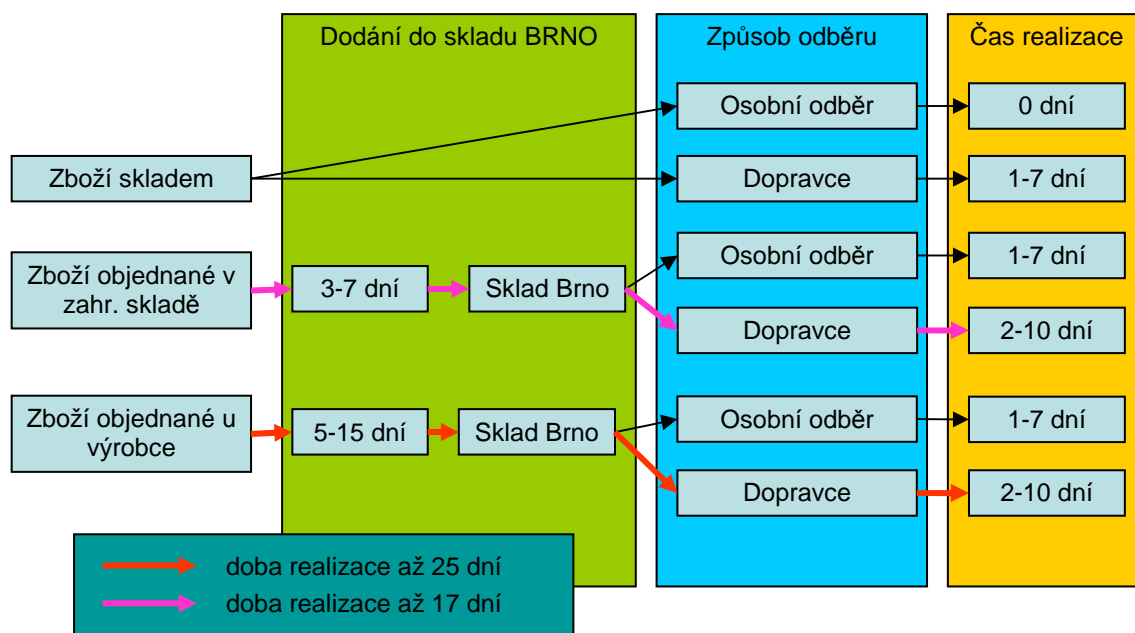 Dodání do skladu BRNO
Způsob odběru
Čas realizace
Osobní odběr
0 dní
Zboží skladem
Dopravce
1-7 dní
Zboží objednané v
zahr. skladě
3-7 dní
Sklad Brno
Osobní odběr
1-7 dní
Dopravce
2-10 dní
Zboží objednané u
výrobce
5-15 dní
Sklad Brno
Osobní odběr
1-7 dní
Dopravce
2-10 dní
doba realizace až 25 dní
doba realizace až 17 dní